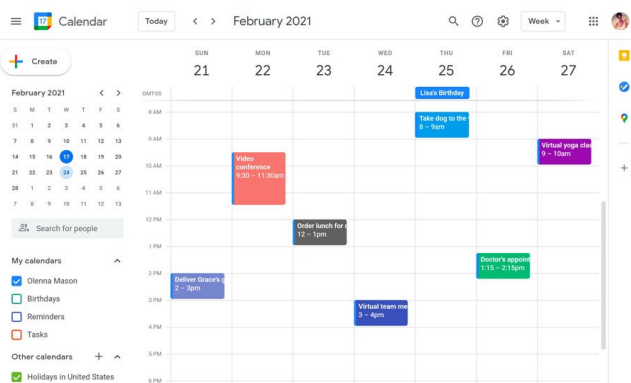 17 Calendar Today < > February 2021 Week
Create
SUN MON TUE WED THU FRI SAT
21 22 23 24 25 26 27
GMT-05
Lisa's Birthday
February 2021 < >
S M T W T F S
31 1 2 3 4 5 6
7 8 9 10 11 12 13
14 15 16 17 18 19 20
21 22 23 24 25 26 27
28 1 2 3 4 5 6
7 8 9 10 11 12 13
Search for people
My calendars
Olenna Mason
Birthdays
Reminders
Tasks
Other calendars +
Holidays in United States
8 AM
9 AM
10 AM
11 AM
12 PM
1 PM
2 PM
3 PM
4 PM
5 PM
6 PM
Deliver Grace's
2 – 3pm
Video
conference
9:30 – 11:30am
Order lunch for
12 – 1pm
Virtual team me
3 – 4pm
Take dog to the
8 – 9am
Doctor's appoint
1:15 – 2:15pm
Virtual yoga clas
9 – 10am